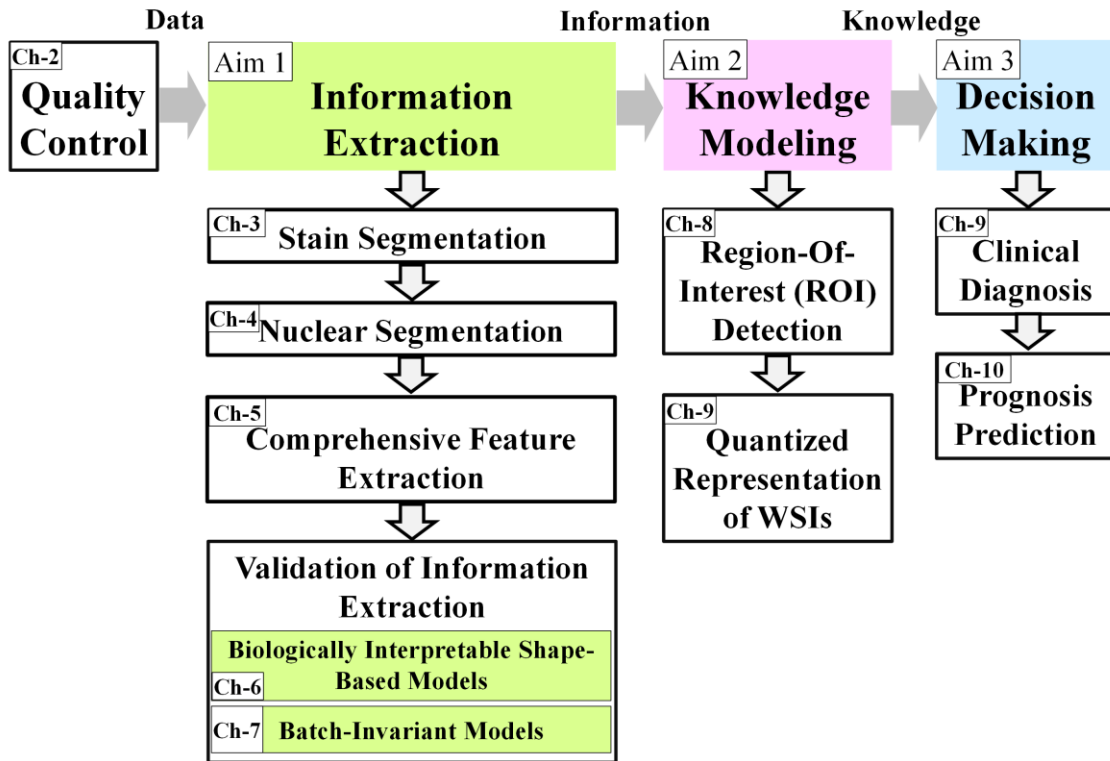 Data
Information
Knowledge
Ch-2
Quality
Control
Aim 1
Information
Extraction
Aim 2
Knowledge
Modeling
Aim 3
Decision
Making
Ch-3
Stain Segmentation
Ch-4
Nuclear Segmentation
Ch-5
Comprehensive Feature
Extraction
Validation of Information
Extraction
Biologically Interpretable Shape-
Based Models
Ch-6
Ch-7
Batch-Invariant Models
Ch-8
Region-Of-
Interest (ROI)
Detection
Ch-9
Quantized
Representation
of WSIs
Ch-9
Clinical
Diagnosis
Ch-10
Prognosis
Prediction